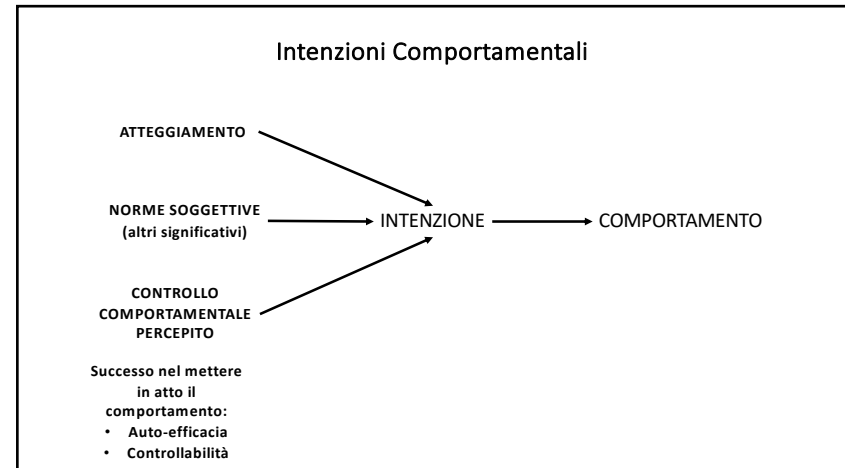 Intenzioni Comportamentali
ATTEGGIAMENTO
NORME SOGGETTIVE
(altri significativi)
INTENZIONE
COMPORTAMENTO
CONTROLLO
COMPORTAMENTALE
PERCEPITO
Successo nel mettere
in atto il
comportamento:
• Auto-efficacia
• Controllabilità